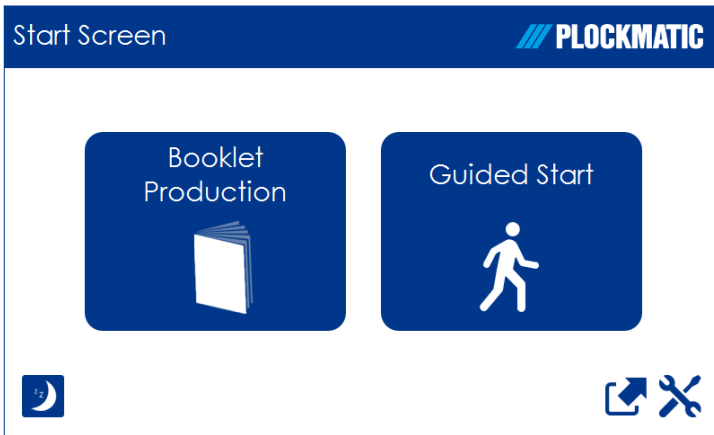 Start Screen
PLOCKMATIC
Booklet
Production
Guided Start
z z